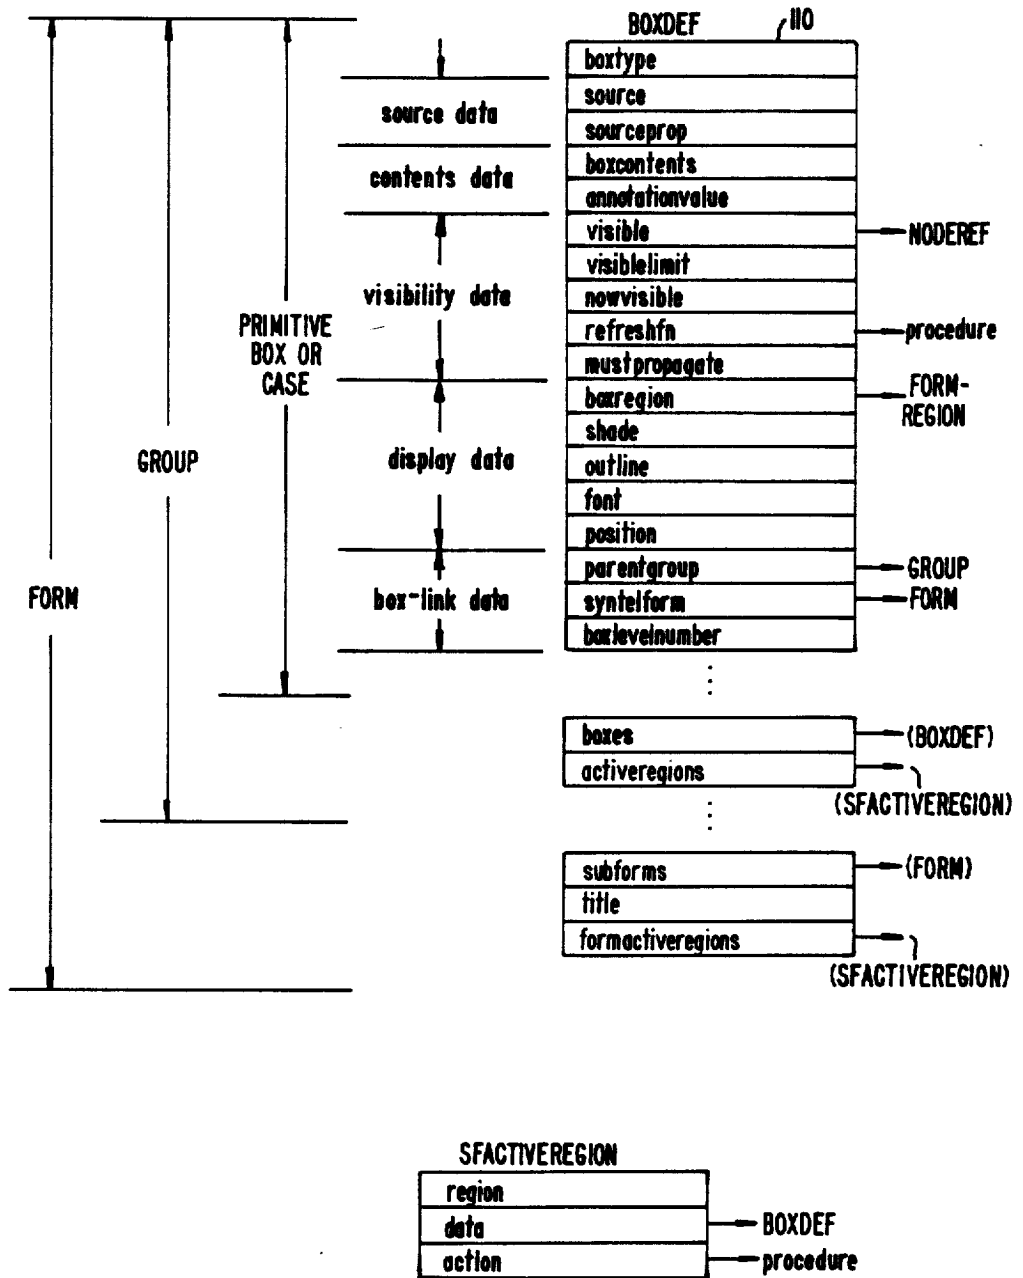 BOXDEF
110
boxtype
source
sourceprop
boxcontents
annotationvalue
visible
NODEREF
visiblelimit
nowvisible
refreshfn
procedure
mustpropagate
boxregion
FORM-
REGION
shade
outline
font
position
parentgroup
GROUP
syntelform
FORM
boxlevelnumber
source data
contents data
visibility data
display data
box-link data
PRIMITIVE
BOX OR
CASE
GROUP
FORM
boxes
(BOXDEF)
activeregions
(SFACTIVEREGION)
subforms
(FORM)
title
formactiveregions
(SFACTIVEREGION)
SFACTIVEREGION
region
data
BOXDEF
action
procedure